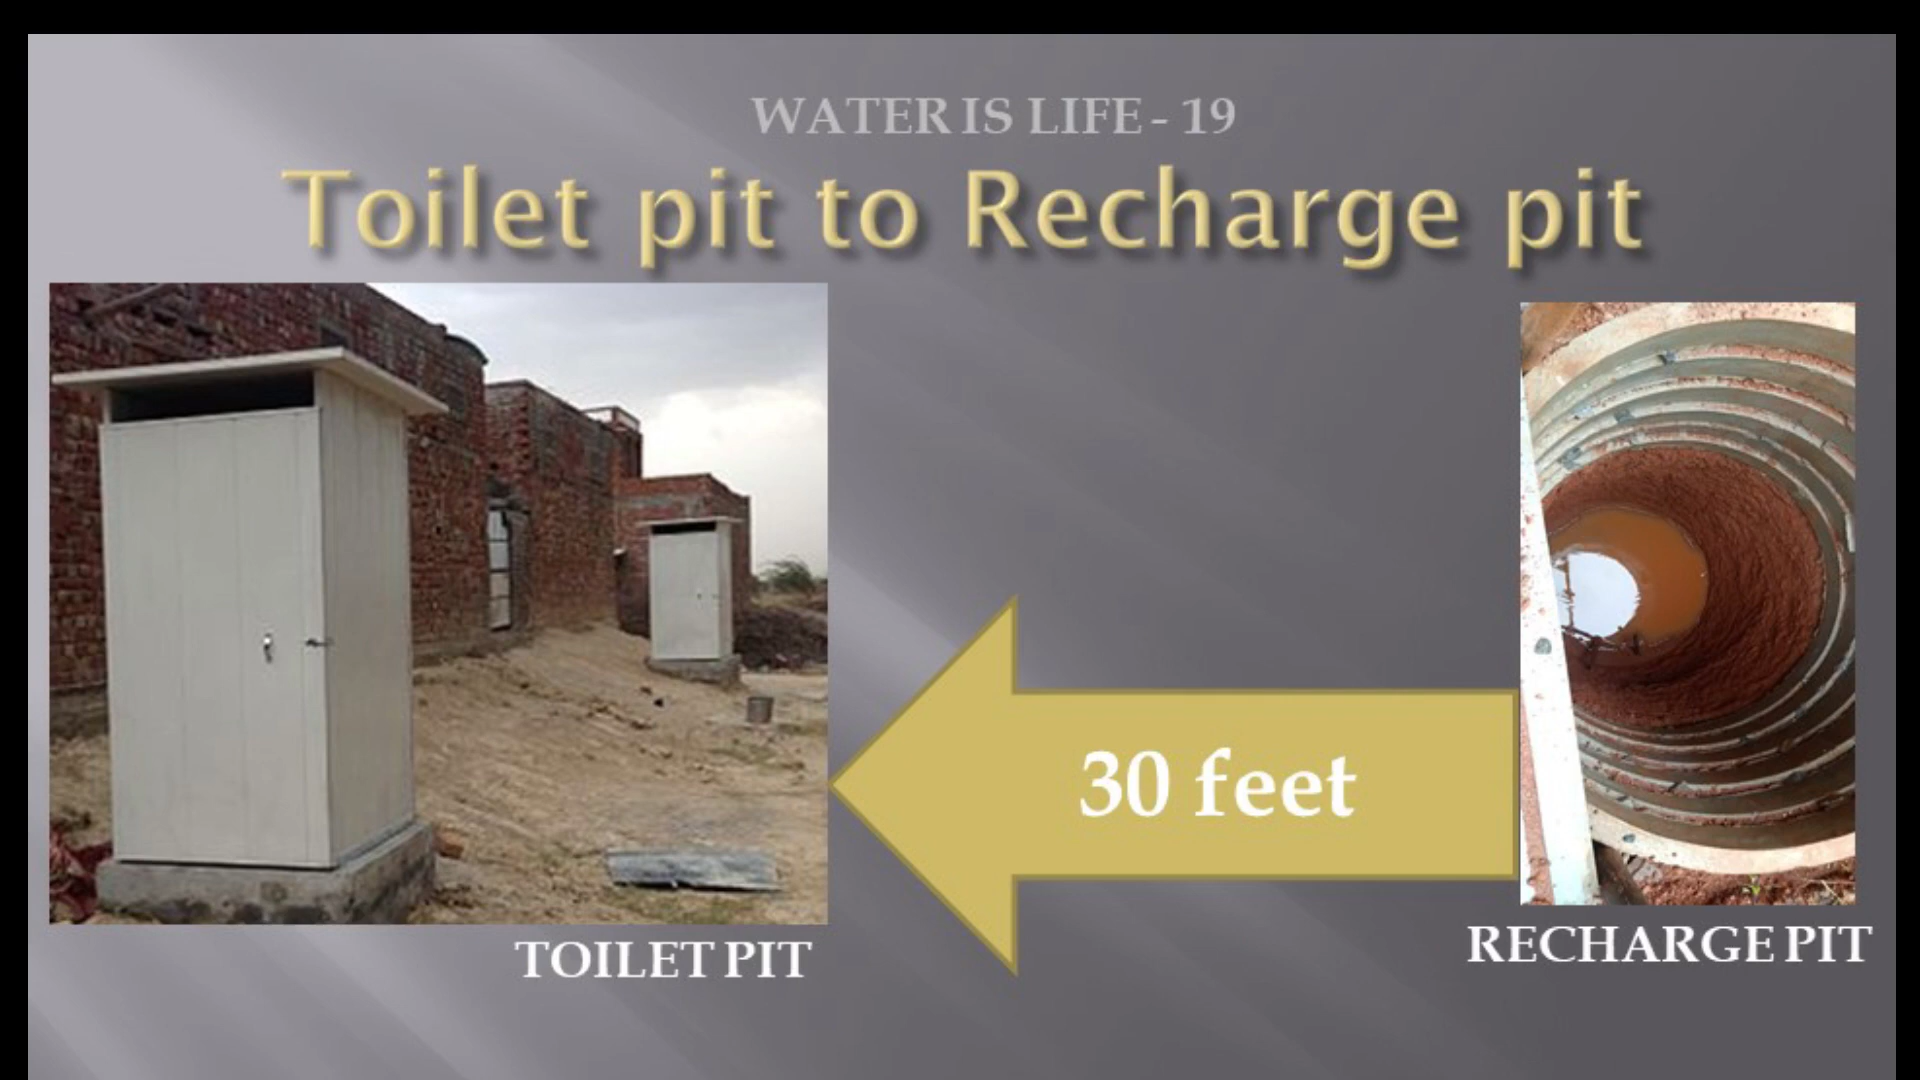 WATER IS LIFE - 19
Toilet pit to Recharge pit
30 feet
TOILET PIT
RECHARGE PIT